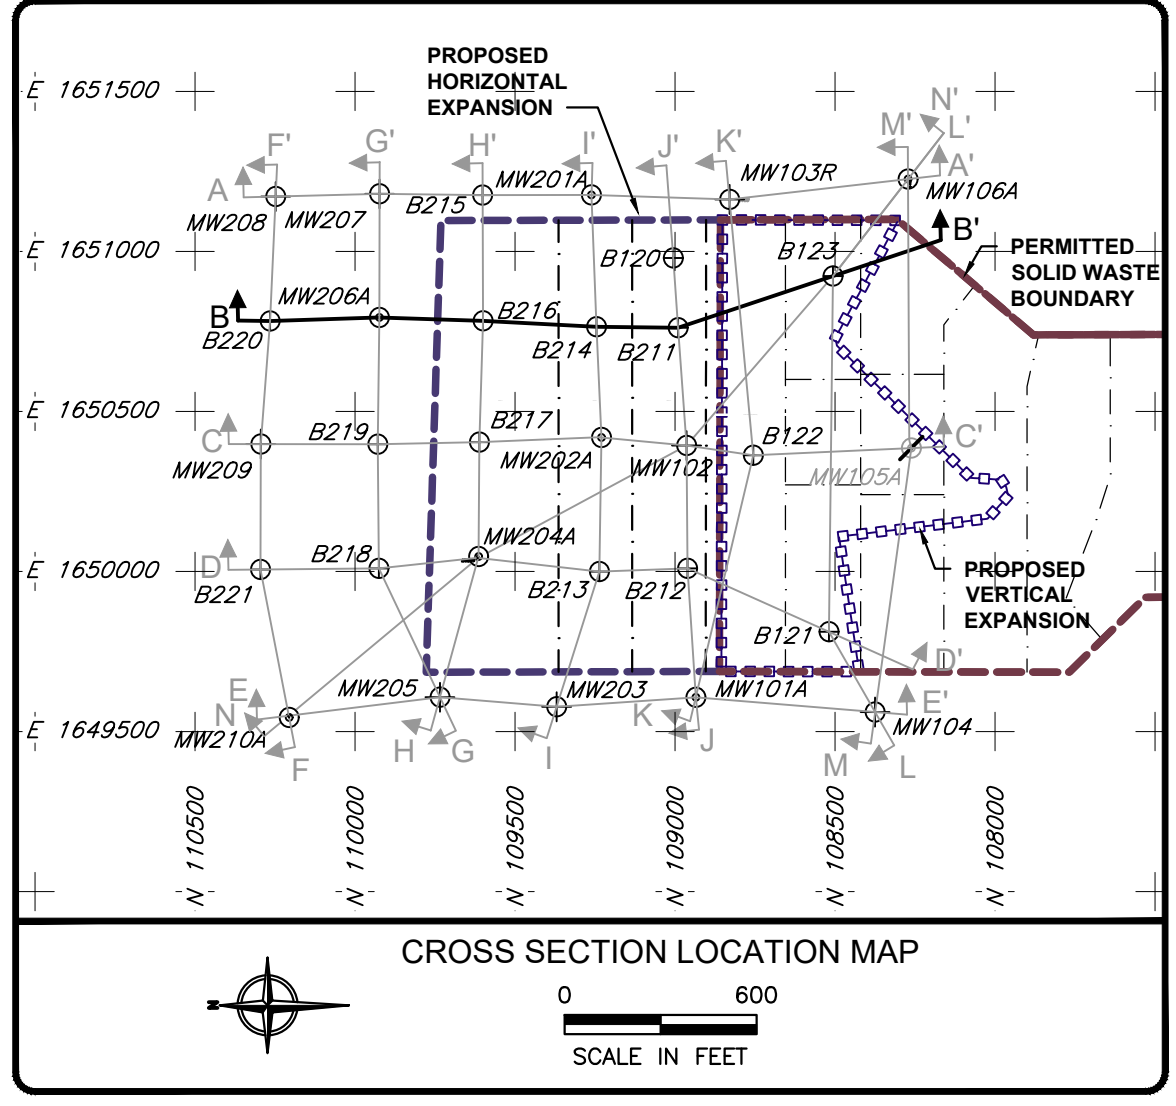 PROPOSED
HORIZONTAL
EXPANSION
E 1651500
N'
M'
L'
F'
G'
H'
I'
J'
K'
A'
A
MW201A
MW103R
MW106A
MW208
MW207
B215
B120
B123
B'
PERMITTED
SOLID WASTE
BOUNDARY
E 1651000
MW206A
B
B220
B216
B214
B211
E 1650500
C
B219
B217
B122
C'
MW209
MW202A
MW102
MW105A
MW204A
E 1650000
D
B218
B213
B212
B221
PROPOSED
VERTICAL
EXPANSION
B121
D'
E
MW205
MW203
MW101A
E'
N
K
MW104
MW210A
E 1649500
H
G
I
J
F
M
L
N 110500
N 110000
N 109500
N 109000
N 108500
N 108000
CROSS SECTION LOCATION MAP
N
0 600
SCALE IN FEET